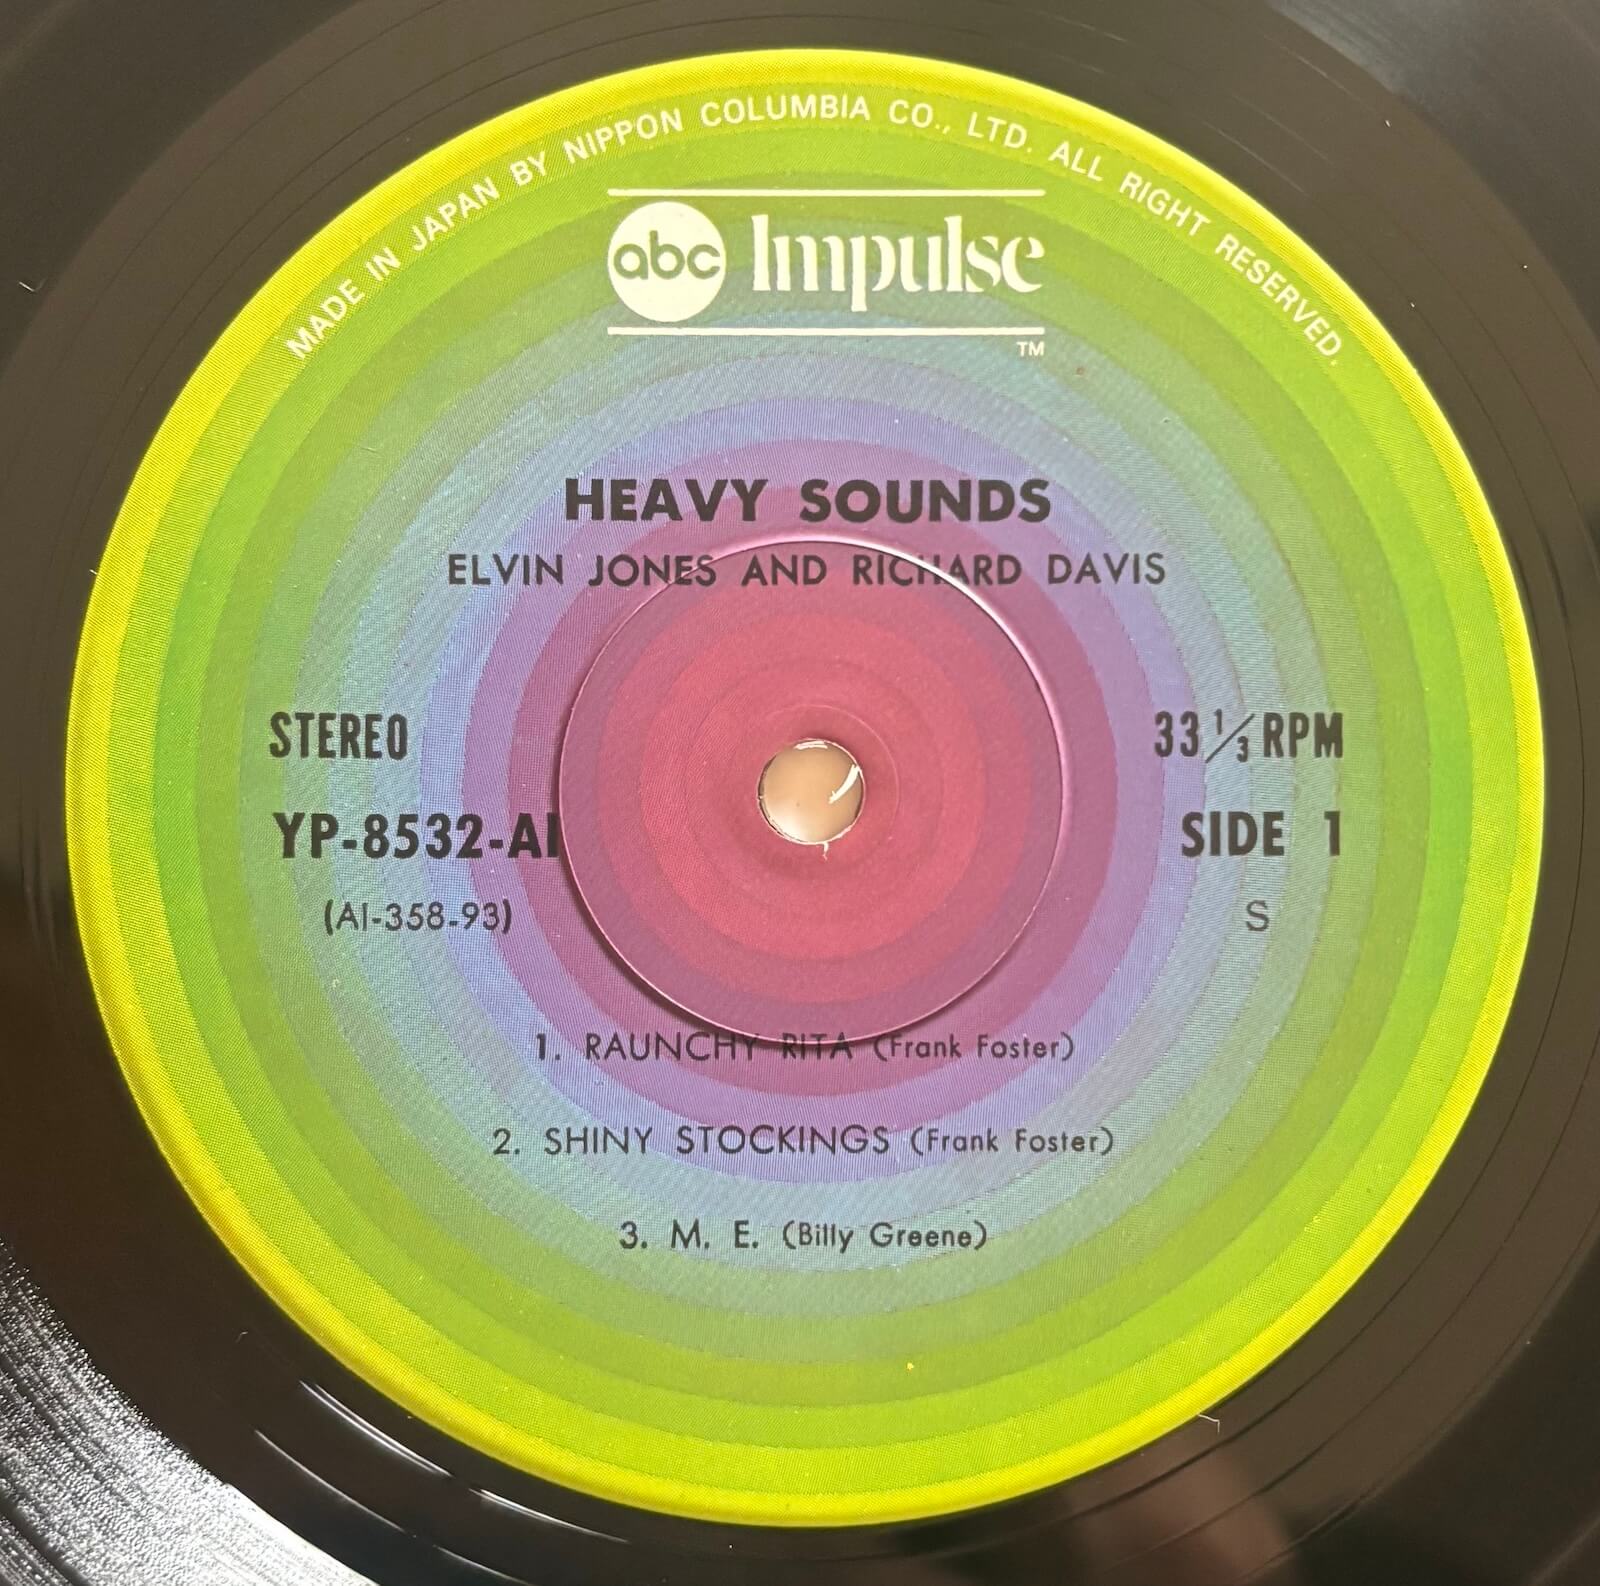 MADE IN JAPAN BY NIPPON COLUMBIA CO., LTD. ALL RIGHT RESERVED.
abc Impulse
TM
HEAVY SOUNDS
ELVIN JONES AND RICHARD DAVIS
STEREO 33 1/3 RPM
YP-8532-AI SIDE 1
(AI-358-93) S
1. RAUNCHY RITA (Frank Foster)
2. SHINY STOCKINGS (Frank Foster)
3. M. E. (Billy Greene)